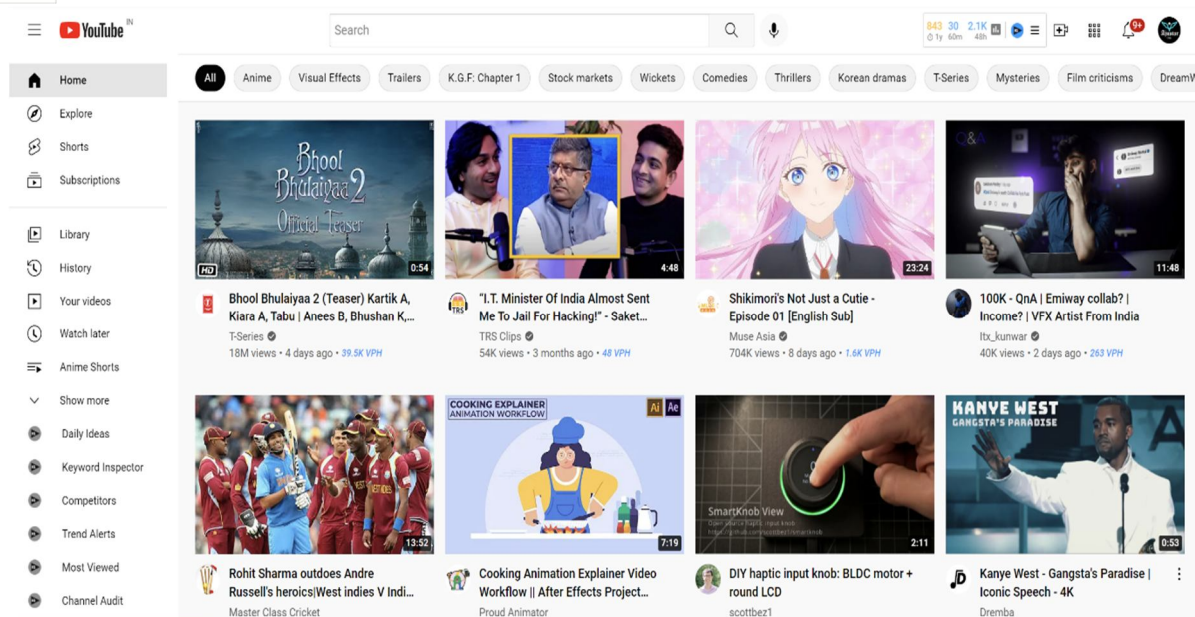 YouTube IN
Search
843 30 2.1K
1y 60m 48h
9+
Home
Explore
Shorts
Subscriptions
Library
History
Your videos
Watch later
Anime Shorts
Show more
Daily Ideas
Keyword Inspector
Competitors
Trend Alerts
Most Viewed
Channel Audit
All Anime Visual Effects Trailers K.G.F: Chapter 1 Stock markets Wickets Comedies Thrillers Korean dramas T-Series Mysteries Film criticisms DreamW
Bhool
Bhulaiyaa 2
Official Teaser
HD
0:54
Bhool Bhulaiyaa 2 (Teaser) Kartik A,
Kiara A, Tabu | Anees B, Bhushan K,...
T-Series
18M views • 4 days ago • 39.5K VPH
4:48
TRS
"I.T. Minister Of India Almost Sent
Me To Jail For Hacking!" - Saket...
TRS Clips
54K views • 3 months ago • 48 VPH
23:24
Shikimori's Not Just a Cutie -
Episode 01 [English Sub]
Muse Asia
704K views • 8 days ago • 1.6K VPH
Q&A
11:48
100K - QnA | Emiway collab? |
Income? | VFX Artist From India
Itx_kunwar
40K views • 2 days ago • 263 VPH
13:52
Rohit Sharma outdoes Andre
Russell's heroics|West indies V Indi...
Master Class Cricket
COOKING EXPLAINER
ANIMATION WORKFLOW
Ai Ae
7:19
Cooking Animation Explainer Video
Workflow || After Effects Project...
Proud Animator
SmartKnob View
Open source haptic input knob
2:11
DIY haptic input knob: BLDC motor +
round LCD
scottbez1
KANYE WEST
GANGSTA'S PARADISE
0:53
Kanye West - Gangsta's Paradise |
Iconic Speech - 4K
Dremba